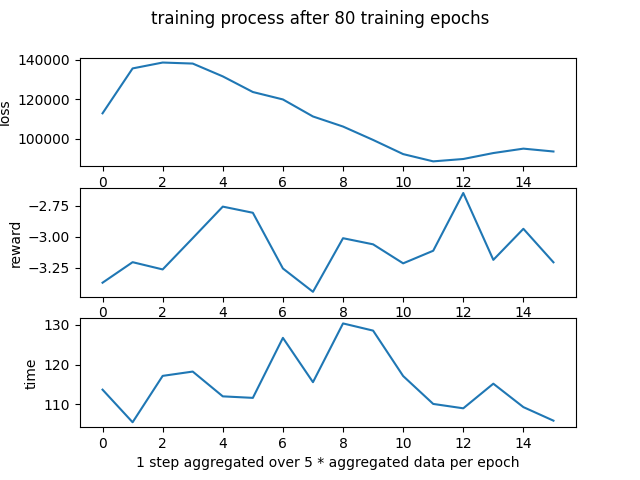 training process after 80 training epochs
140000
120000
100000
loss
0 2 4 6 8 10 12 14
−2.75
−3.00
−3.25
reward
0 2 4 6 8 10 12 14
130
120
110
time
0 2 4 6 8 10 12 14
1 step aggregated over 5 * aggregated data per epoch